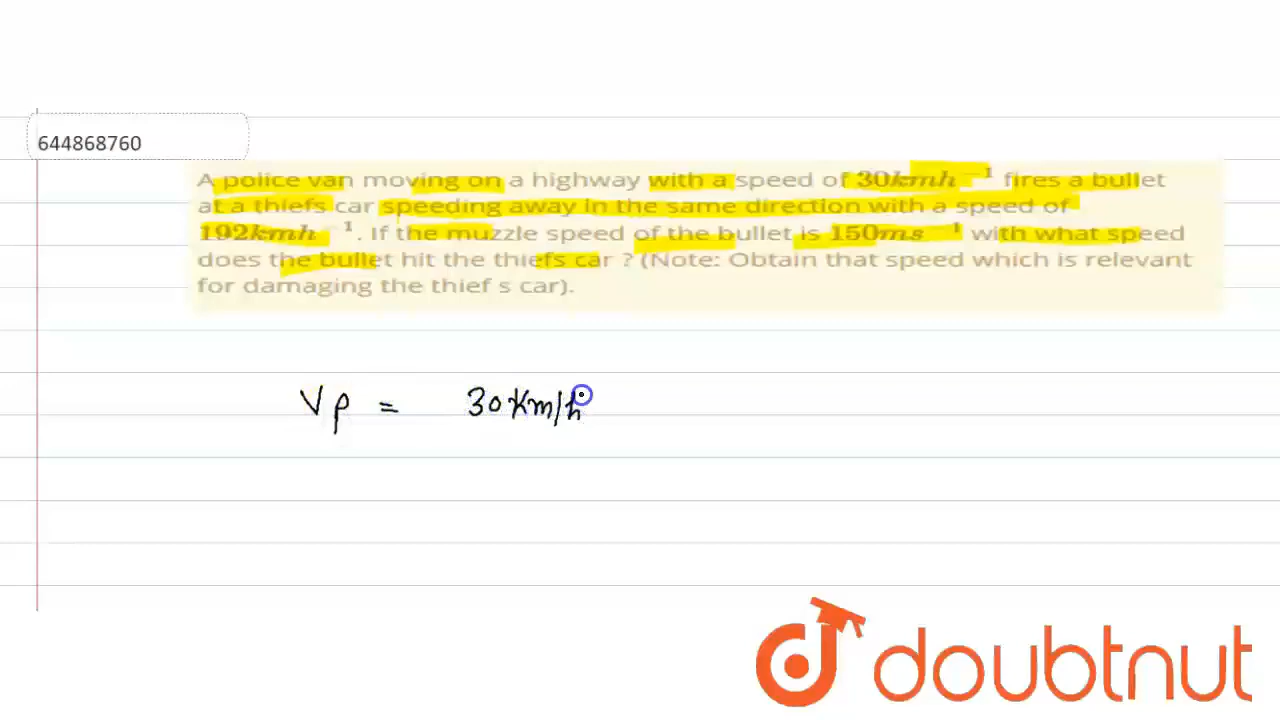 644868760
A police van moving on a highway with a speed of 30kmh⁻¹ fires a bullet
at a thiefs car speeding away in the same direction with a speed of
192kmh⁻¹. If the muzzle speed of the bullet is 150ms⁻¹ with what speed
does the bullet hit the thiefs car ? (Note: Obtain that speed which is relevant
for damaging the thief s car).
Vp = 30 Km/h
doubtnut